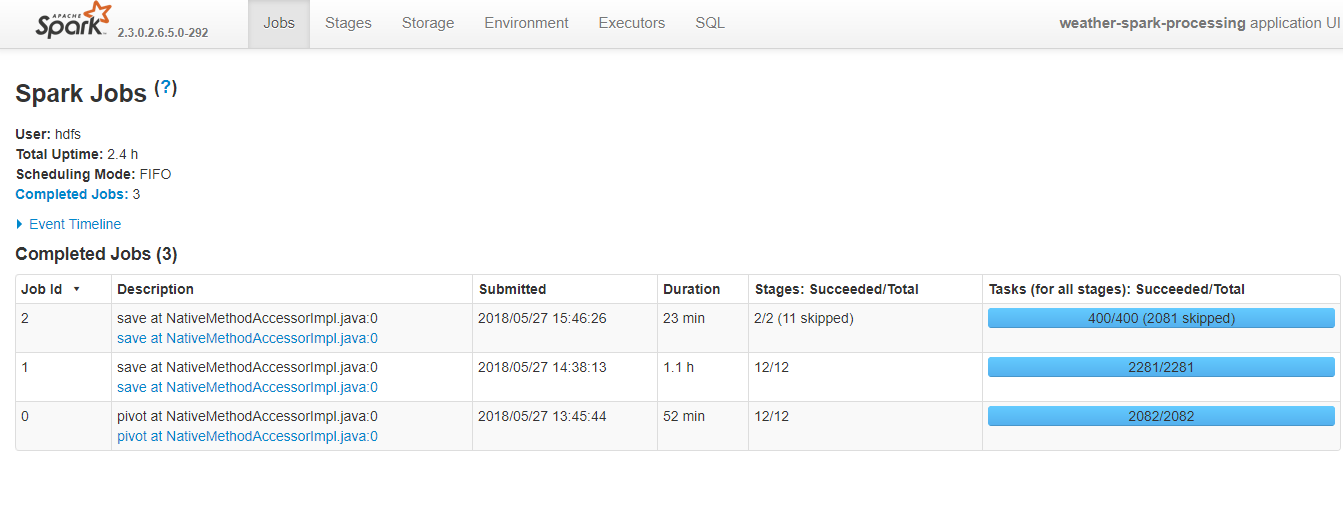 APACHE
Spark 2.3.0.2.6.5.0-292 Jobs Stages Storage Environment Executors SQL weather-spark-processing application UI
Spark Jobs (?)
User: hdfs
Total Uptime: 2.4 h
Scheduling Mode: FIFO
Completed Jobs: 3
Event Timeline
Completed Jobs (3)
Job Id Description Submitted Duration Stages: Succeeded/Total Tasks (for all stages): Succeeded/Total
2 save at NativeMethodAccessorImpl.java:0 2018/05/27 15:46:26 23 min 2/2 (11 skipped) 400/400 (2081 skipped)
save at NativeMethodAccessorImpl.java:0
1 save at NativeMethodAccessorImpl.java:0 2018/05/27 14:38:13 1.1 h 12/12 2281/2281
save at NativeMethodAccessorImpl.java:0
0 pivot at NativeMethodAccessorImpl.java:0 2018/05/27 13:45:44 52 min 12/12 2082/2082
pivot at NativeMethodAccessorImpl.java:0